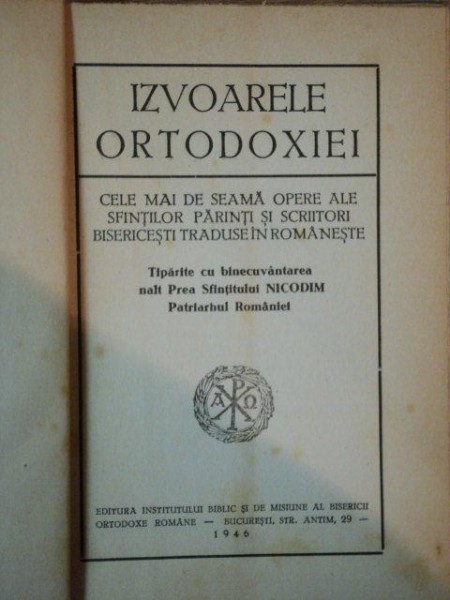 IZVOARELE
ORTODOXIEI
CELE MAI DE SEAMĂ OPERE ALE
SFINȚILOR PĂRINȚI ȘI SCRIITORI
BISERICEȘTI TRADUSE ÎN ROMÂNEȘTE
Tipărite cu binecuvântarea
nalt Prea Sfințitului NICODIM
Patriarhul României
A P Ω
EDITURA INSTITUTULUI BIBLIC ȘI DE MISIUNE AL BISERICII
ORTODOXE ROMÂNE — BUCUREȘTI, STR. ANTIM, 29 —
1946